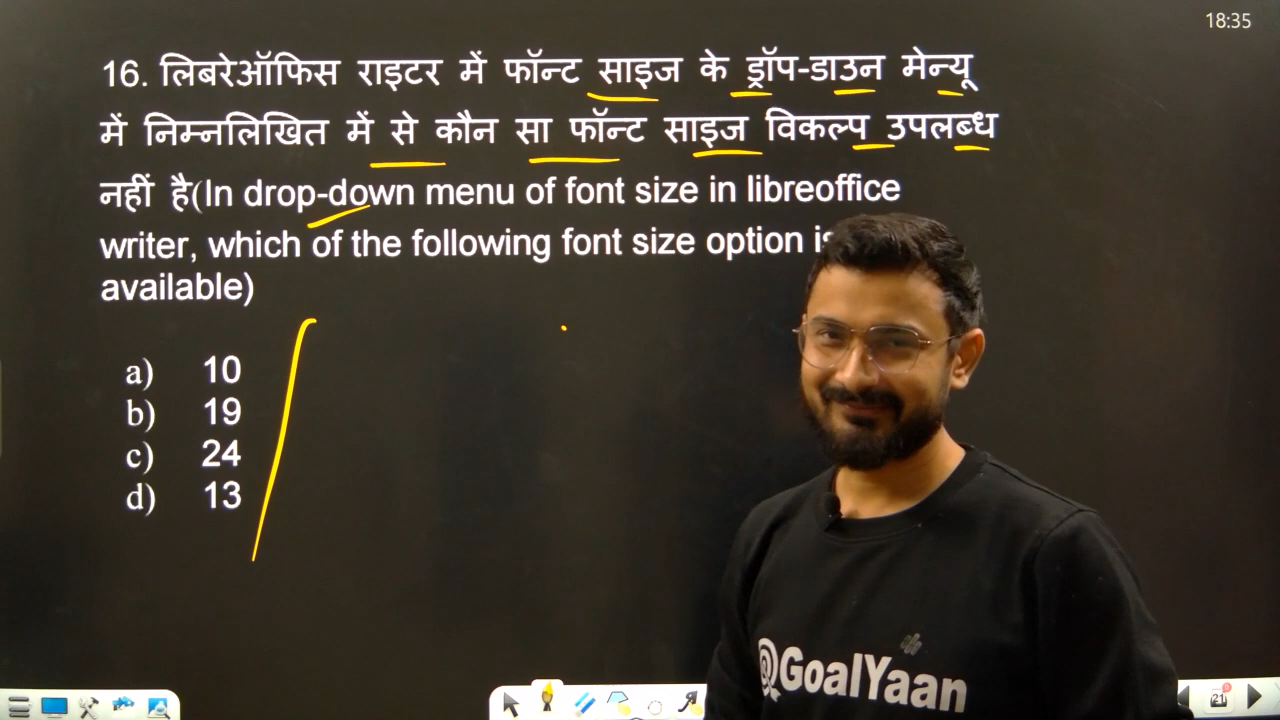 18:35
16. लिबरेऑफिस राइटर में फॉन्ट साइज के ड्रॉप-डाउन मेन्यू
में निम्नलिखित में से कौन सा फॉन्ट साइज विकल्प उपलब्ध
नहीं है(In drop-down menu of font size in libreoffice
writer, which of the following font size option is
available)
a) 10
b) 19
c) 24
d) 13
@GoalYaan
21